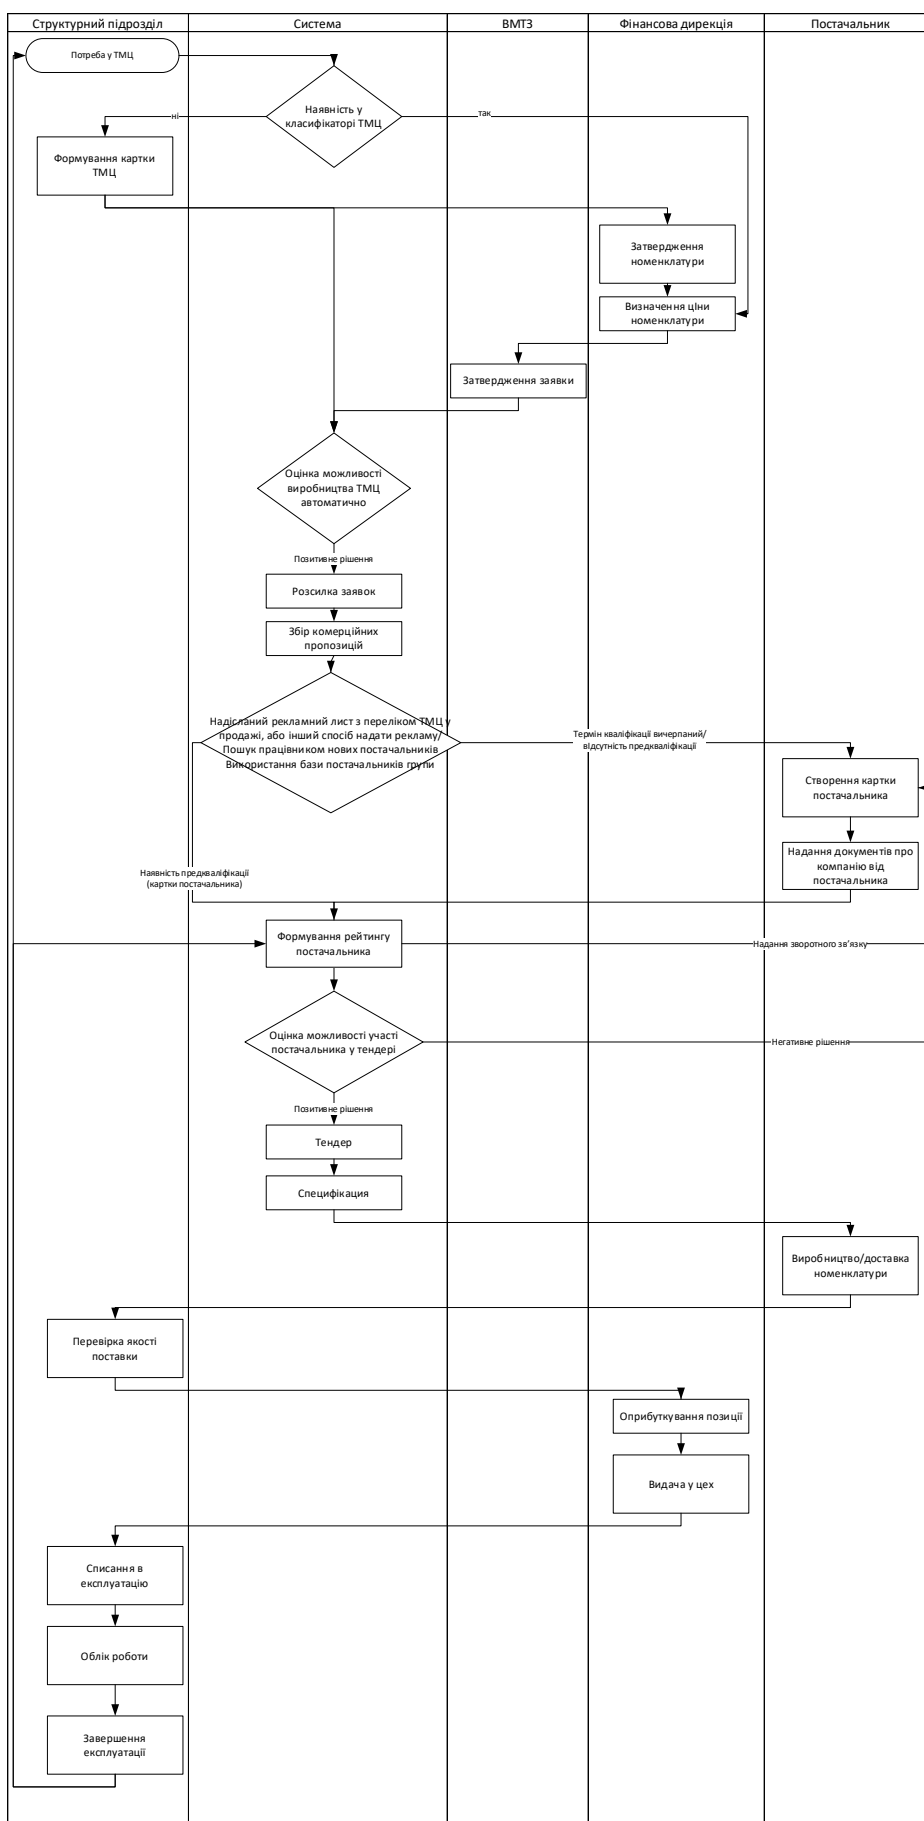 Структурний підрозділ
Система
ВМТЗ
Фінансова дирекція
Постачальник
Потреба у ТМЦ
Наявність у
класифікаторі ТМЦ
ні
так
Формування картки
ТМЦ
Затвердження
номенклатури
Визначення ціни
номенклатури
Затвердження заявки
Оцінка можливості
виробництва ТМЦ
автоматично
Позитивне рішення
Розсилка заявок
Збір комерційних
пропозицій
Надісланий рекламний лист з переліком ТМЦ у
продажі, або інший спосіб надати рекламу/
Пошук працівником нових постачальників
Використання бази постачальників групи
Термін кваліфікації вичерпаний/
відсутність предкваліфікації
Створення картки
постачальника
Надання документів про
компанію від
постачальника
Наявність предкваліфікації
(картки постачальника)
Формування рейтингу
постачальника
Надання зворотного зв'язку
Оцінка можливості участі
постачальника у тендері
Негативне рішення
Позитивне рішення
Тендер
Специфікация
Виробництво/доставка
номенклатури
Перевірка якості
поставки
Оприбуткування позиції
Видача у цех
Списання в
експлуатацію
Облік роботи
Завершення
експлуатації